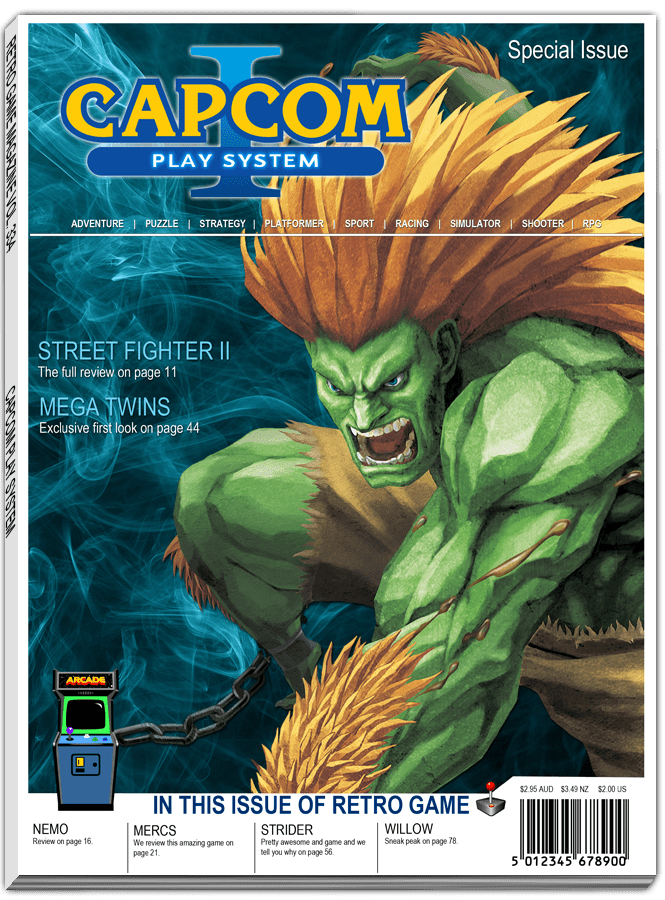 Special Issue
I
CAPCOM
PLAY SYSTEM
ADVENTURE | PUZZLE | STRATEGY | PLATFORMER | SPORT | RACING | SIMULATOR | SHOOTER | RPG
STREET FIGHTER II
The full review on page 11
MEGA TWINS
Exclusive first look on page 44
ARCADE
IN THIS ISSUE OF RETRO GAME
$2.95 AUD $3.49 NZ $2.00 US
NEMO
Review on page 16.
MERCS
We review this amazing game on
page 21.
STRIDER
Pretty awesome and game and we
tell you why on page 56.
WILLOW
Sneak peak on page 78.
5 012345 678900
CAPCOM PLAY SYSTEM